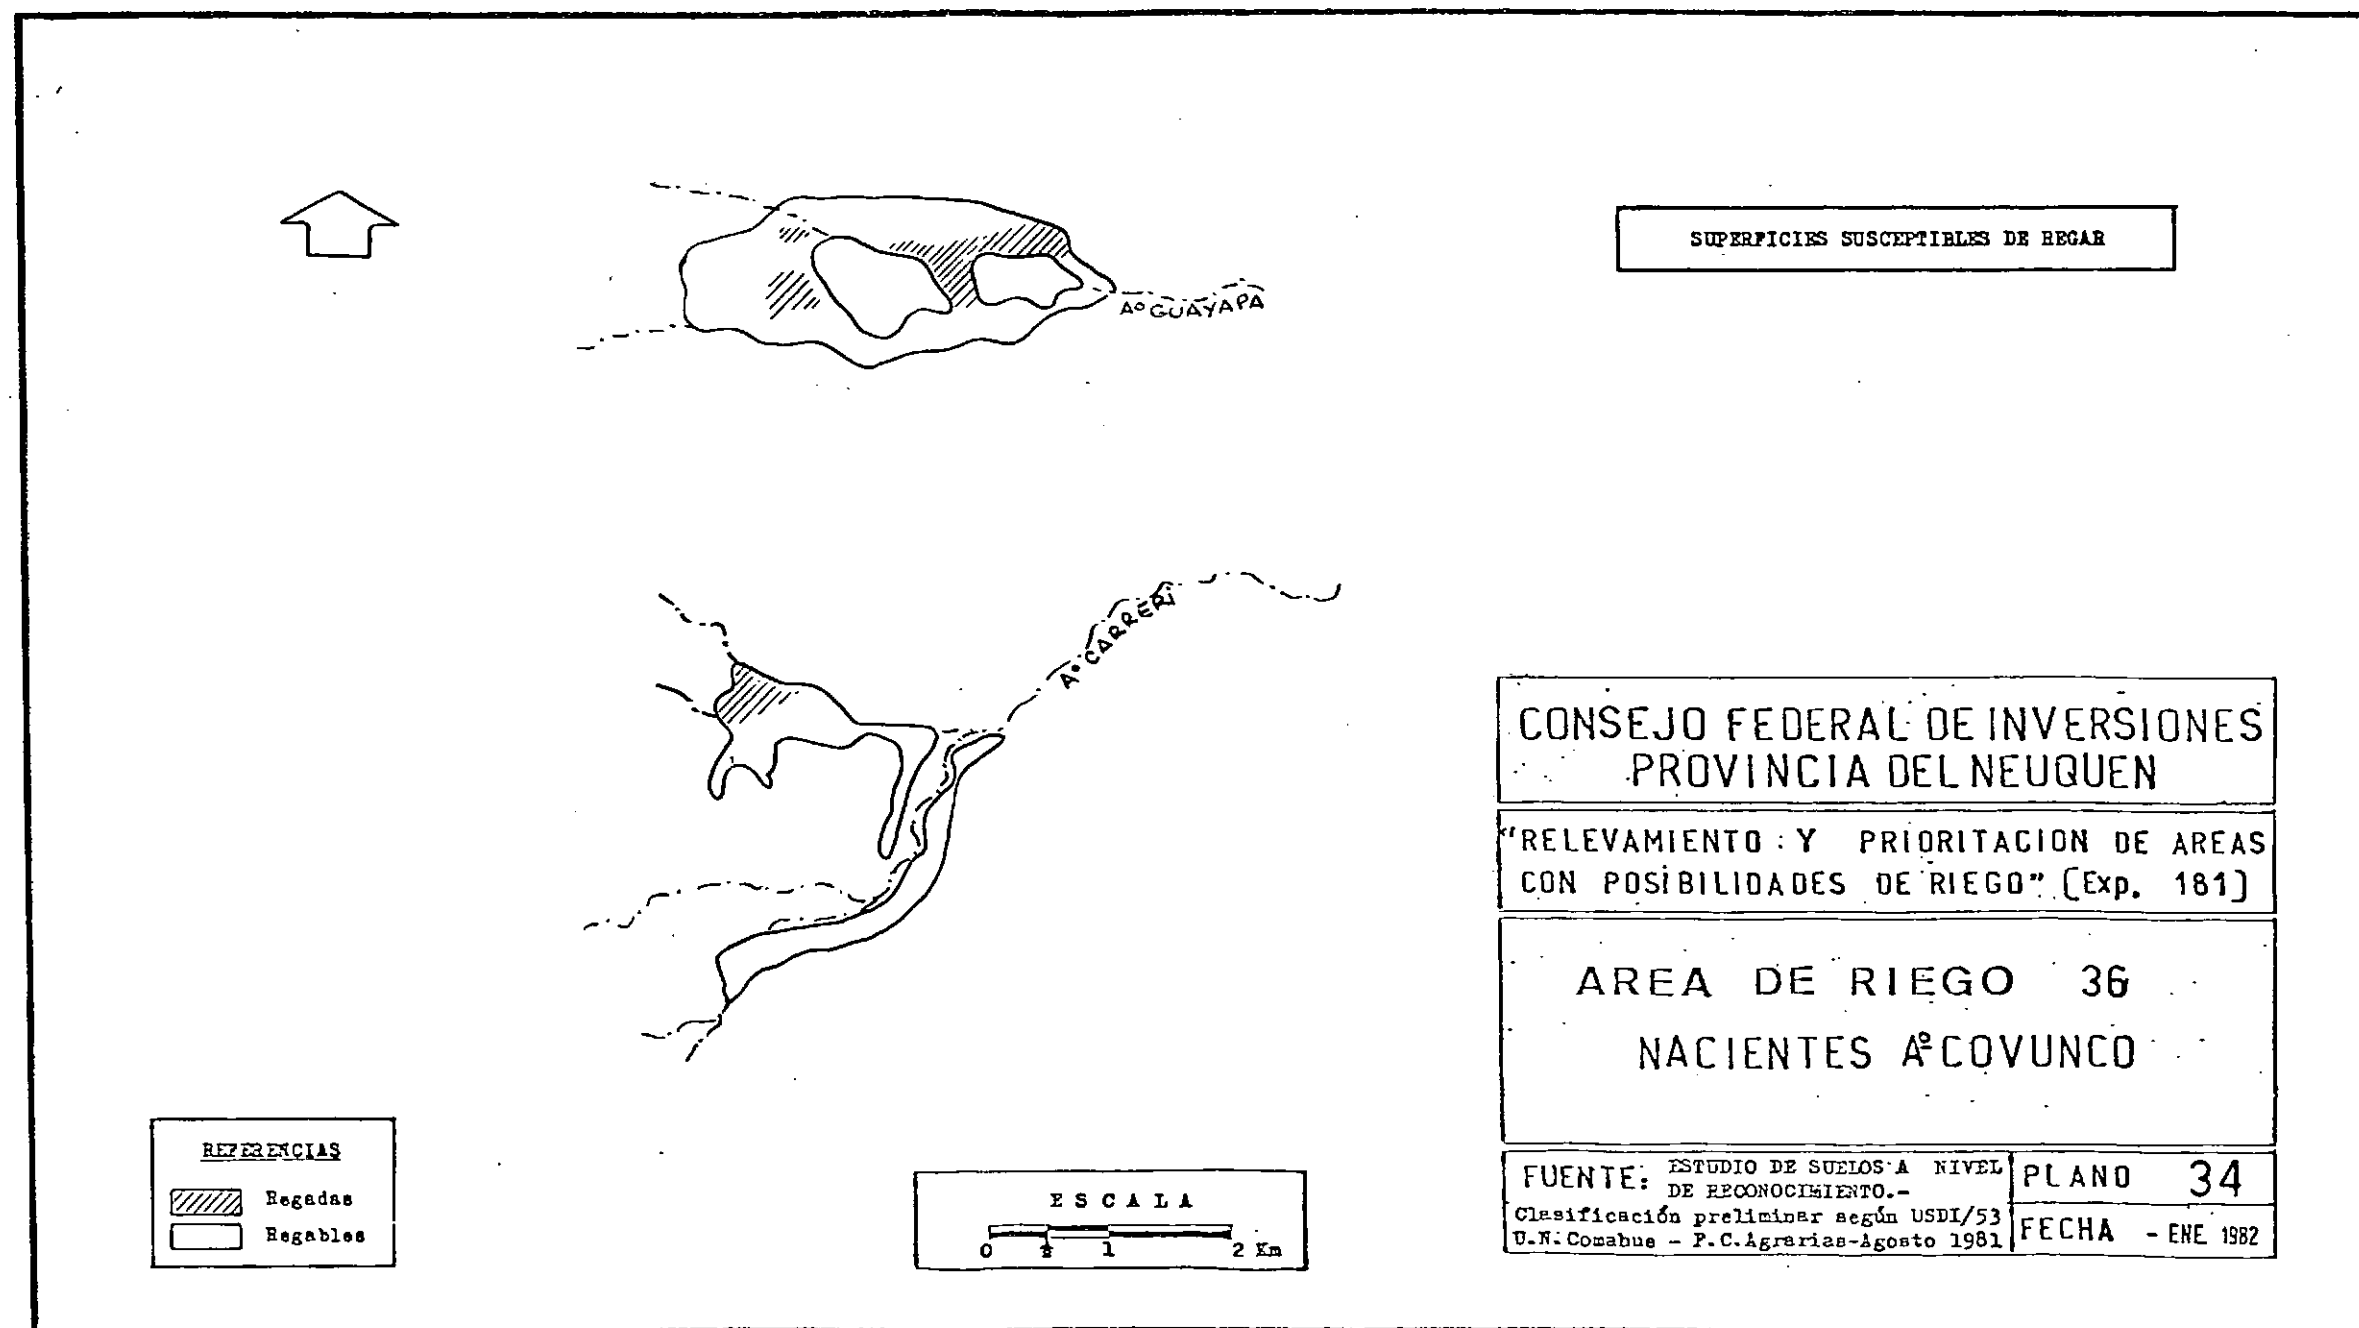 SUPERFICIES SUSCEPTIBLES DE REGAR
Aº GUAYAPA
Aº CARRERI
CONSEJO FEDERAL DE INVERSIONES
PROVINCIA DEL NEUQUEN
"RELEVAMIENTO Y PRIORITACION DE AREAS
CON POSIBILIDADES DE RIEGO" (Exp. 181)
AREA DE RIEGO 36
NACIENTES Aº COVUNCO
FUENTE: ESTUDIO DE SUELOS A NIVEL
DE RECONOCIMIENTO.-
Clasificación preliminar según USDI/53
U.N.Comahue - F.C.Agrarias-Agosto 1981
PLANO 34
FECHA - ENE 1982
REFERENCIAS
Regadas
Regables
ESCALA
0 1 2 Km